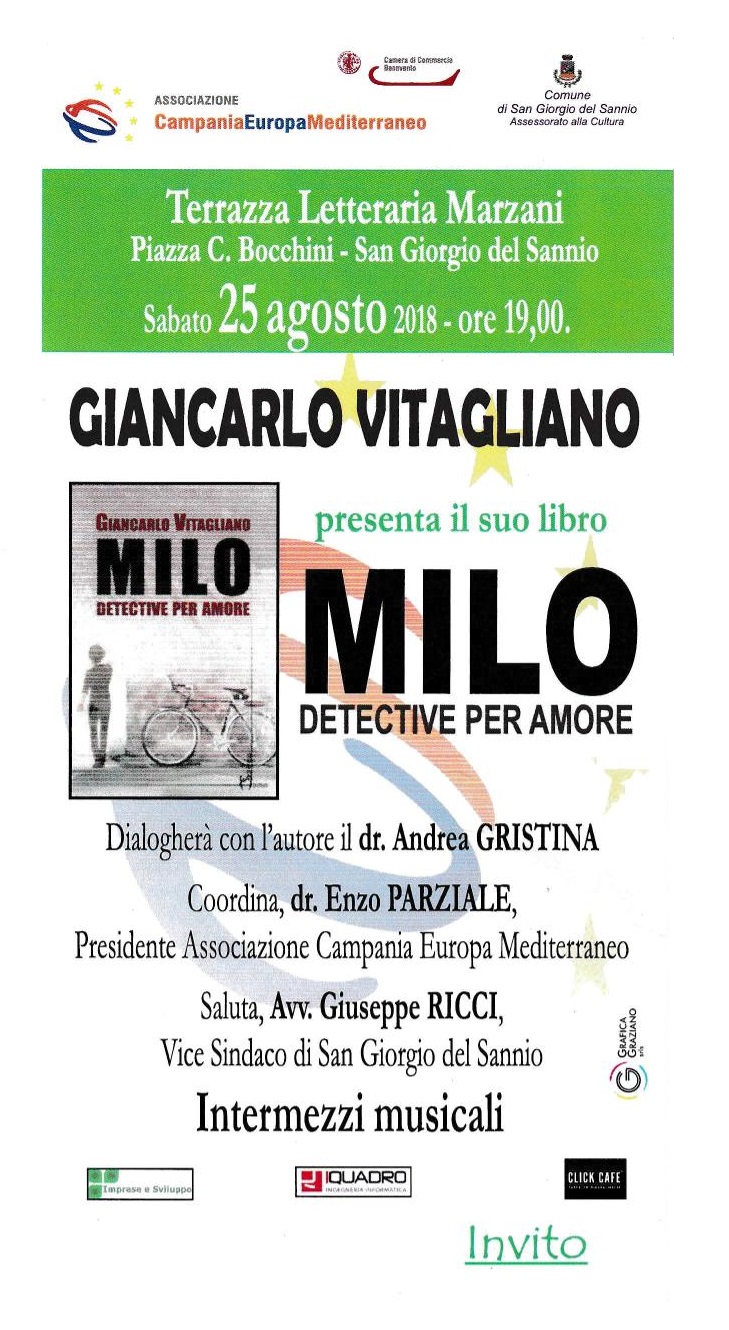 Camera di Commercio
Benevento
ASSOCIAZIONE
CampaniaEuropaMediterraneo
Comune
di San Giorgio del Sannio
Assessorato alla Cultura
Terrazza Letteraria Marzani
Piazza C. Bocchini - San Giorgio del Sannio
Sabato 25 agosto 2018 - ore 19,00.
GIANCARLO VITAGLIANO
presenta il suo libro
MILO
DETECTIVE PER AMORE
GIANCARLO VITAGLIANO
MILO
DETECTIVE PER AMORE
Dialogherà con l'autore il dr. Andrea GRISTINA
Coordina, dr. Enzo PARZIALE,
Presidente Associazione Campania Europa Mediterraneo
Saluta, Avv. Giuseppe RICCI,
Vice Sindaco di San Giorgio del Sannio
Intermezzi musicali
GRAFICA
GRAZIANO
srls
Imprese e Sviluppo
IQUADRO
INGEGNERIA INFORMATICA
CLICK CAFE'
Invito